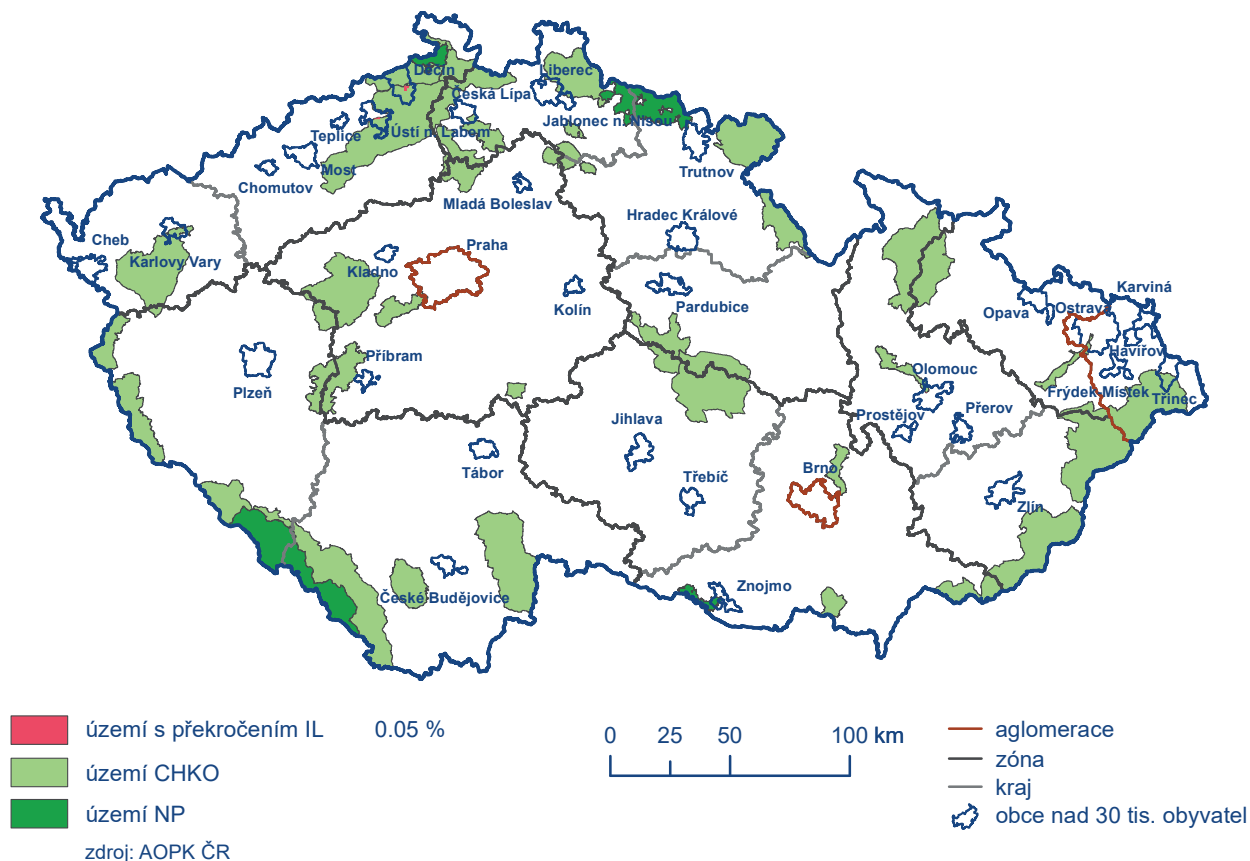 Děčín
Liberec
Česká Lípa
Teplice
Ústí n. Labem
Jablonec n. Nisou
Most
Trutnov
Chomutov
Mladá Boleslav
Hradec Králové
Cheb
Karlovy Vary
Praha
Kladno
Kolín
Pardubice
Karviná
Opava
Ostrava
Havířov
Příbram
Plzeň
Olomouc
Frýdek-Místek
Třinec
Prostějov
Přerov
Jihlava
Tábor
Třebíč
Brno
Zlín
Znojmo
České Budějovice
území s překročením IL 0.05 %
území CHKO
území NP
zdroj: AOPK ČR
0 25 50 100 km
aglomerace
zóna
kraj
obce nad 30 tis. obyvatel